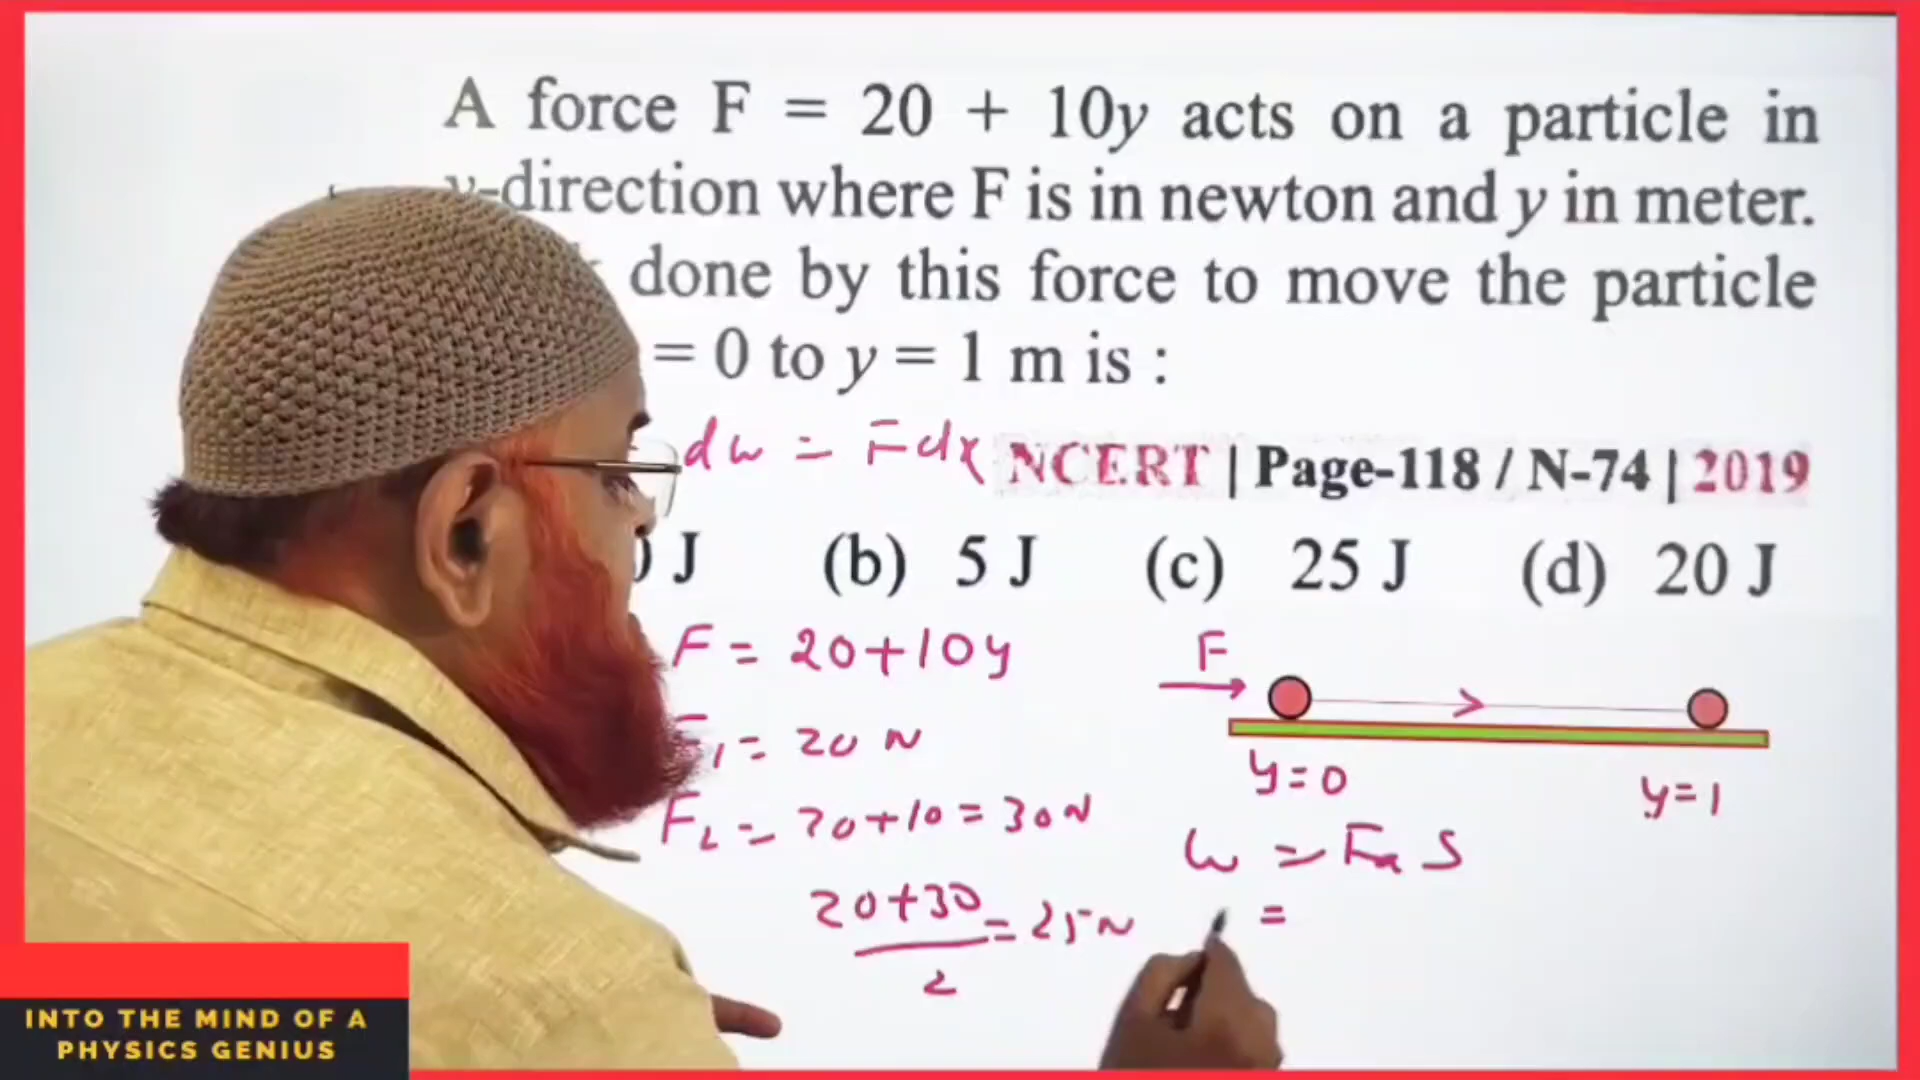 A force F = 20 + 10y acts on a particle in
y-direction where F is in newton and y in meter.
done by this force to move the particle
= 0 to y = 1 m is :
dw = Fdx
NCERT | Page-118 / N-74 | 2019
J (b) 5 J (c) 25 J (d) 20 J
F = 20+10y
F
F1 = 20 N
y=0
y=1
F2 = 20+10 = 30N
W = Fx S
20+30
= 25N
=
2
INTO THE MIND OF A
PHYSICS GENIUS